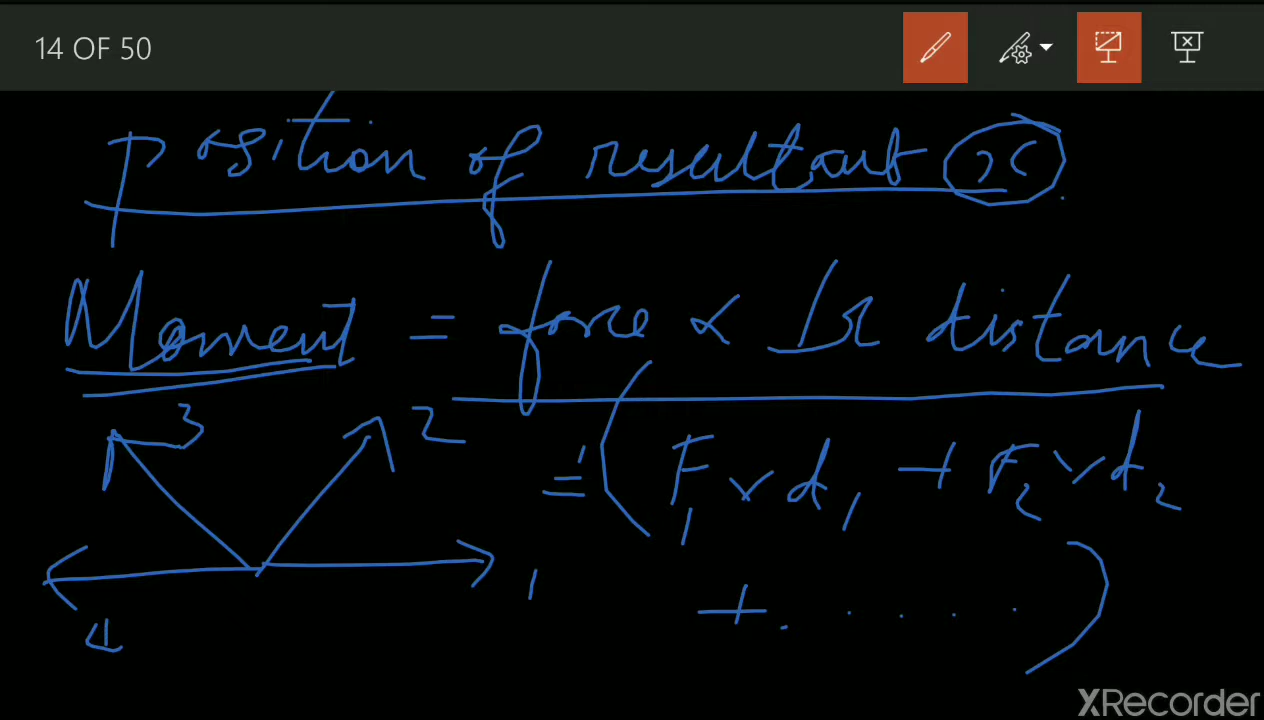 14 OF 50
Position of resultant x
Moment = force × ⊥r distance
3
2
= (F1 × d1 + F2 × d2
4
1
+ . . . . . )
XRecorder